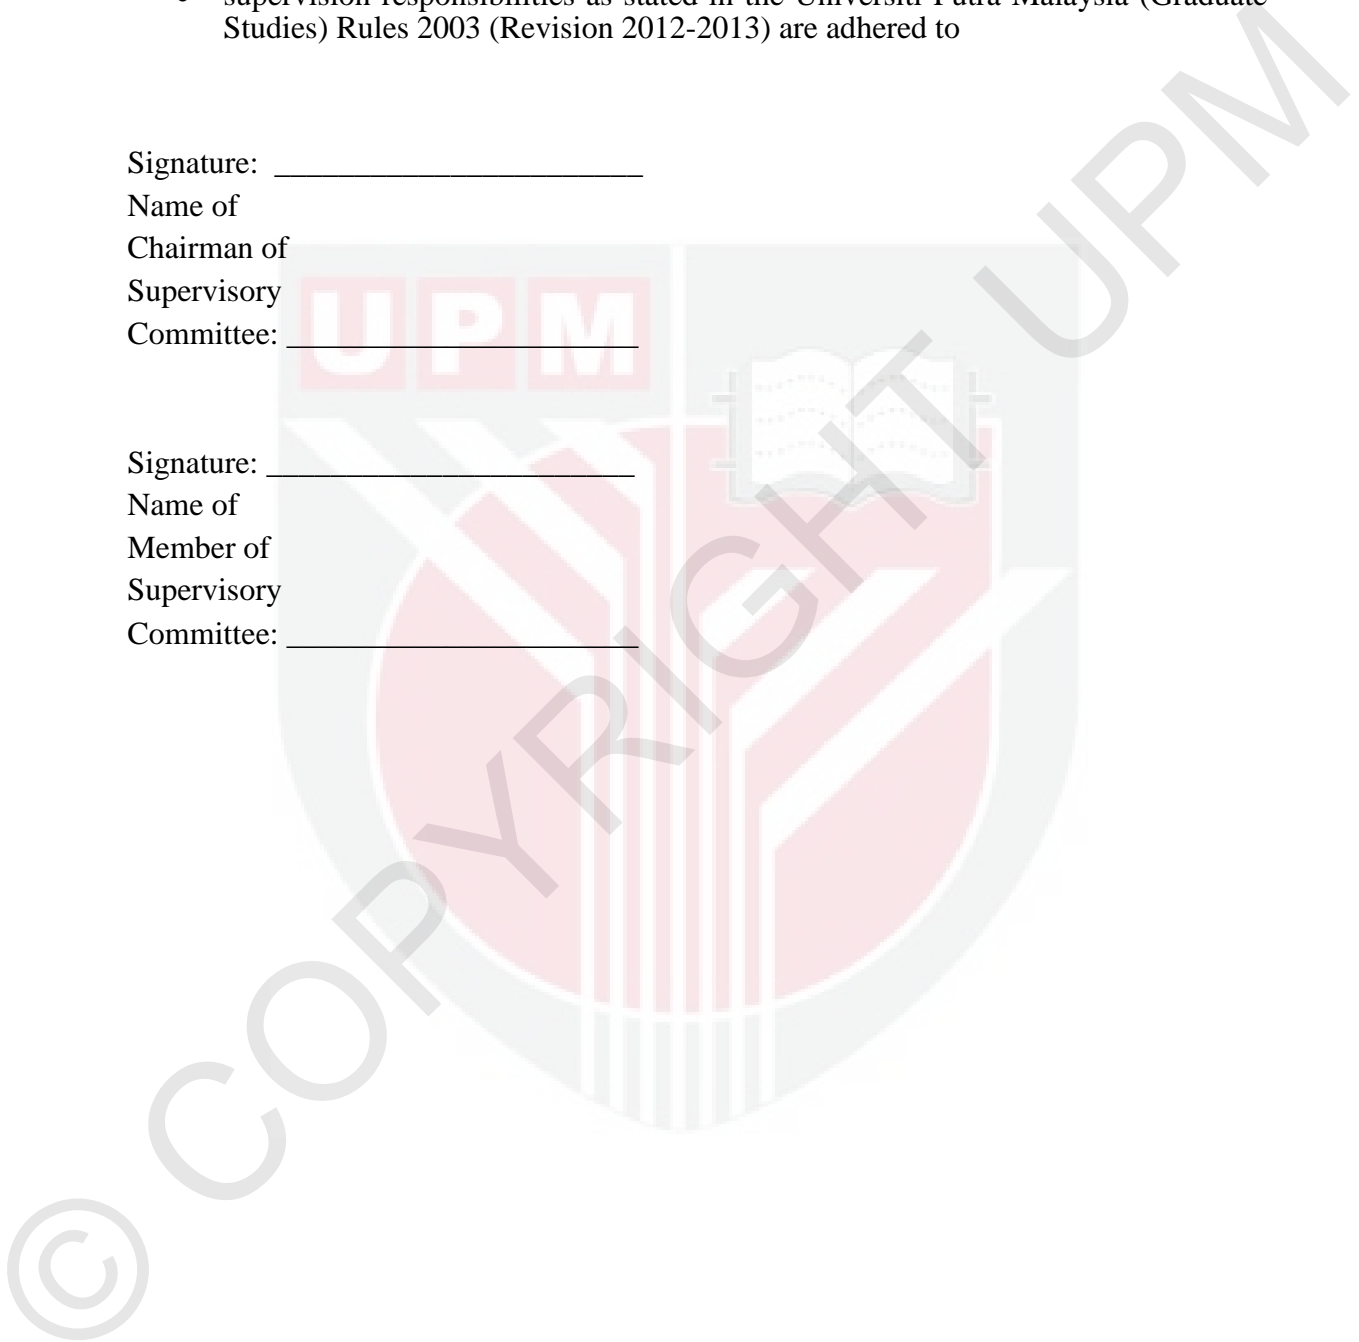 • supervision responsibilities as stated in the Universiti Putra Malaysia (Graduate
Studies) Rules 2003 (Revision 2012-2013) are adhered to
Signature: _______________________
Name of
Chairman of
Supervisory
Committee: ______________________
Signature: _______________________
Name of
Member of
Supervisory
Committee: ______________________
UPM
© COPYRIGHT UPM